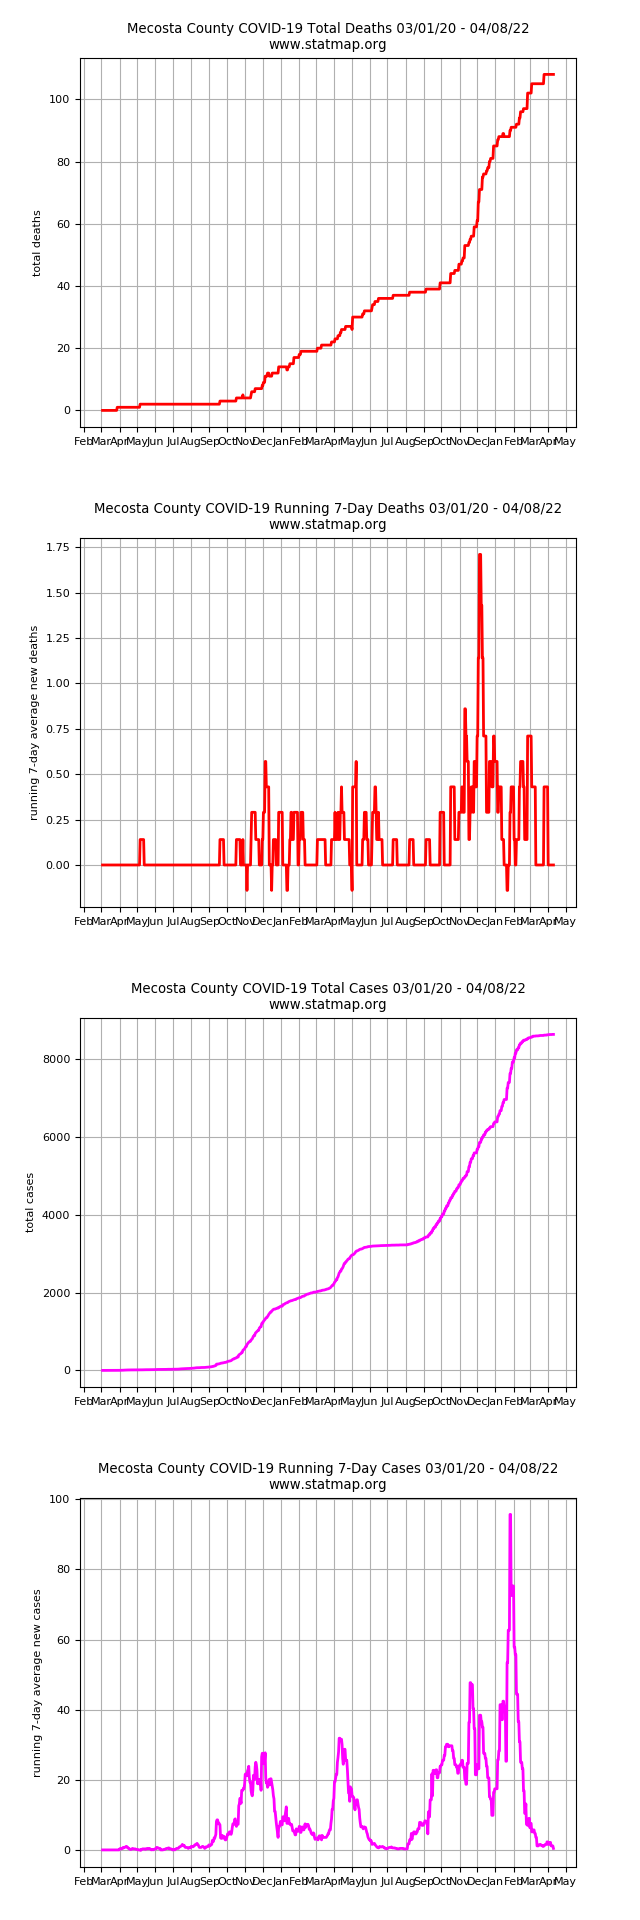 Mecosta County COVID-19 Total Deaths 03/01/20 - 04/08/22
www.statmap.org
100
80
60
40
20
0
total deaths
Feb Mar Apr May Jun Jul Aug Sep Oct Nov Dec Jan Feb Mar Apr May Jun Jul Aug Sep Oct Nov Dec Jan Feb Mar Apr May
Mecosta County COVID-19 Running 7-Day Deaths 03/01/20 - 04/08/22
www.statmap.org
1.75
1.50
1.25
1.00
0.75
0.50
0.25
0.00
running 7-day average new deaths
Feb Mar Apr May Jun Jul Aug Sep Oct Nov Dec Jan Feb Mar Apr May Jun Jul Aug Sep Oct Nov Dec Jan Feb Mar Apr May
Mecosta County COVID-19 Total Cases 03/01/20 - 04/08/22
www.statmap.org
8000
6000
4000
2000
0
total cases
Feb Mar Apr May Jun Jul Aug Sep Oct Nov Dec Jan Feb Mar Apr May Jun Jul Aug Sep Oct Nov Dec Jan Feb Mar Apr May
Mecosta County COVID-19 Running 7-Day Cases 03/01/20 - 04/08/22
www.statmap.org
100
80
60
40
20
0
running 7-day average new cases
Feb Mar Apr May Jun Jul Aug Sep Oct Nov Dec Jan Feb Mar Apr May Jun Jul Aug Sep Oct Nov Dec Jan Feb Mar Apr May